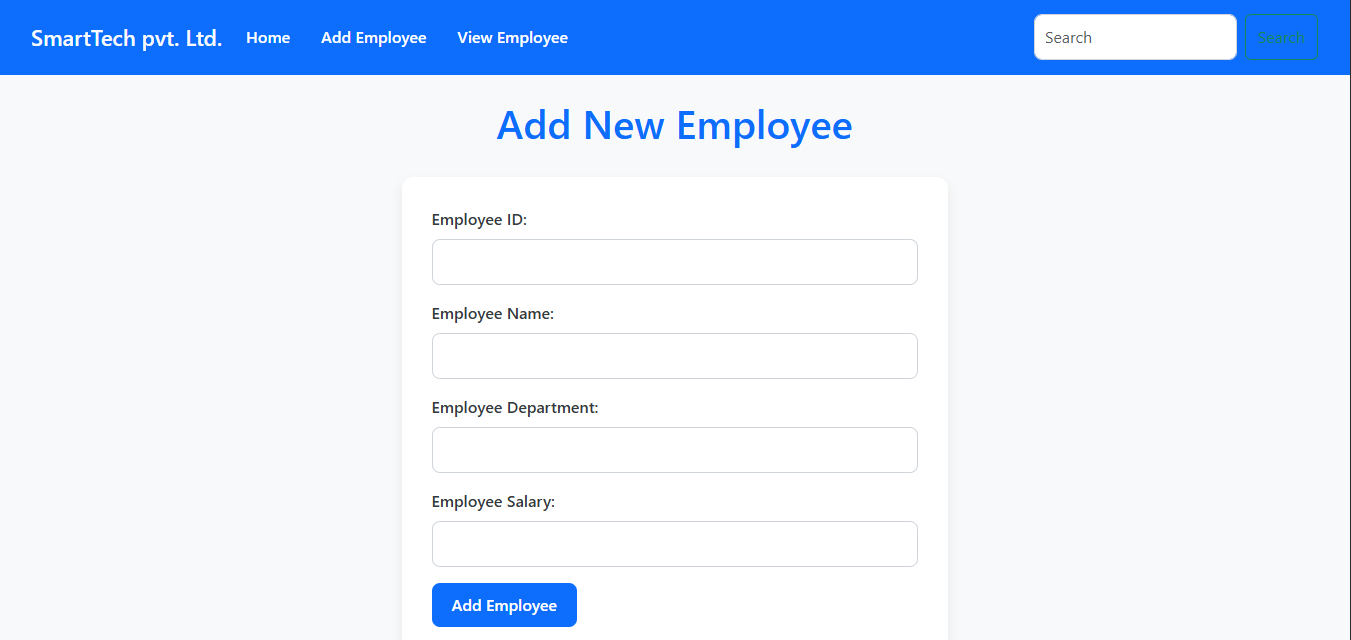 SmartTech pvt. Ltd. Home Add Employee View Employee Search Search
Add New Employee
Employee ID:
Employee Name:
Employee Department:
Employee Salary:
Add Employee